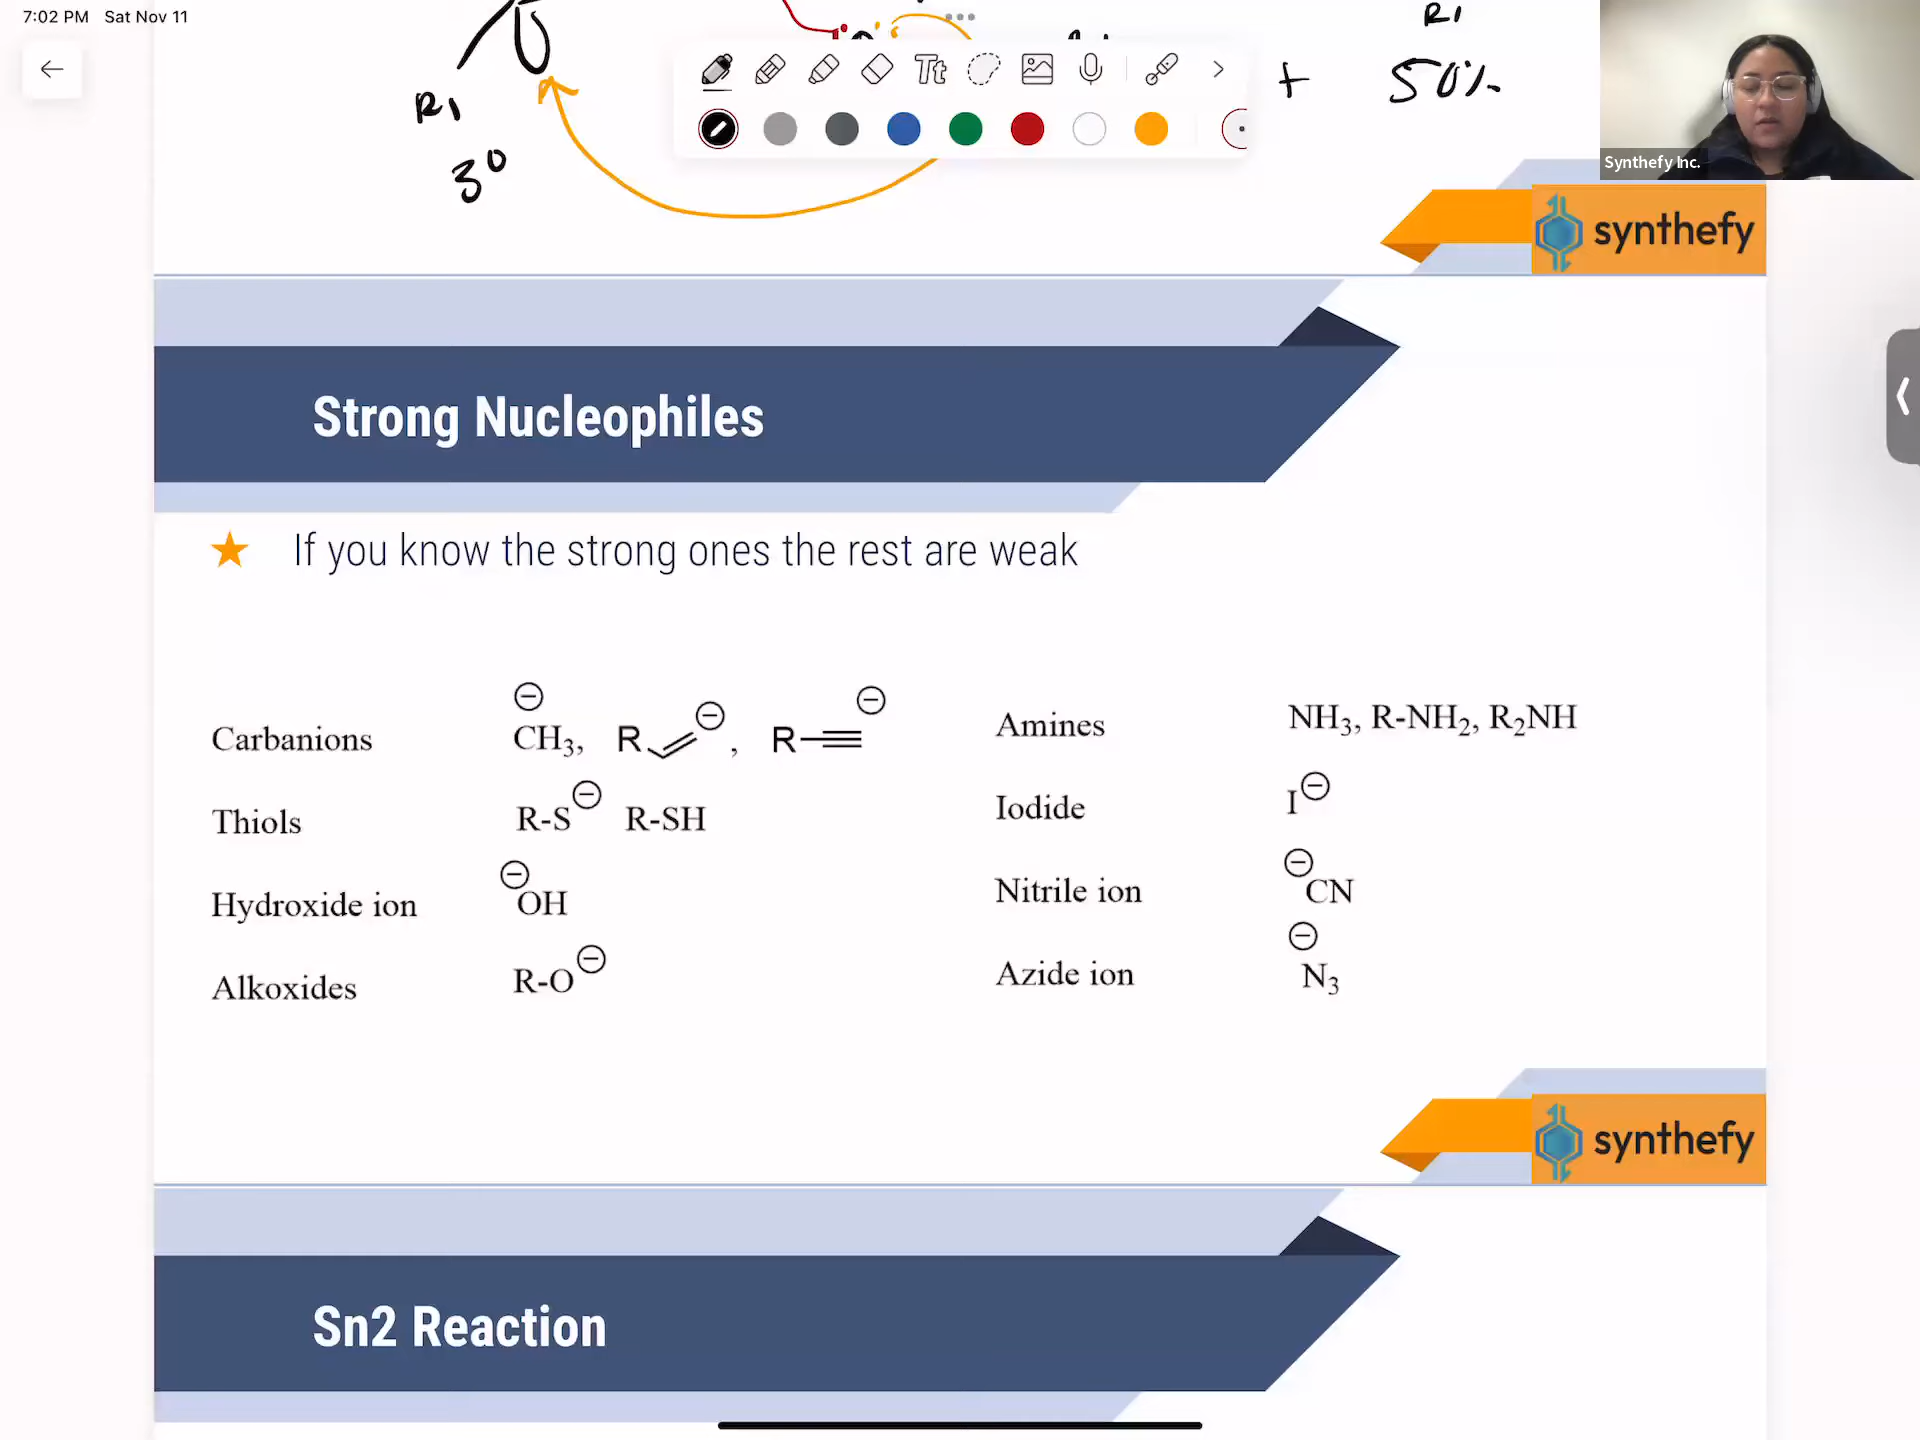 7:02 PM Sat Nov 11
R1
R1
Tt
+ 50%
3°
Synthefy Inc.
synthefy
Strong Nucleophiles
★ If you know the strong ones the rest are weak
Carbanions ⊖CH₃, R⊖, R≡⊖
Thiols R-S⊖ R-SH
Hydroxide ion ⊖OH
Alkoxides R-O⊖
Amines NH₃, R-NH₂, R₂NH
Iodide I⊖
Nitrile ion ⊖CN
Azide ion ⊖N₃
synthefy
Sn2 Reaction